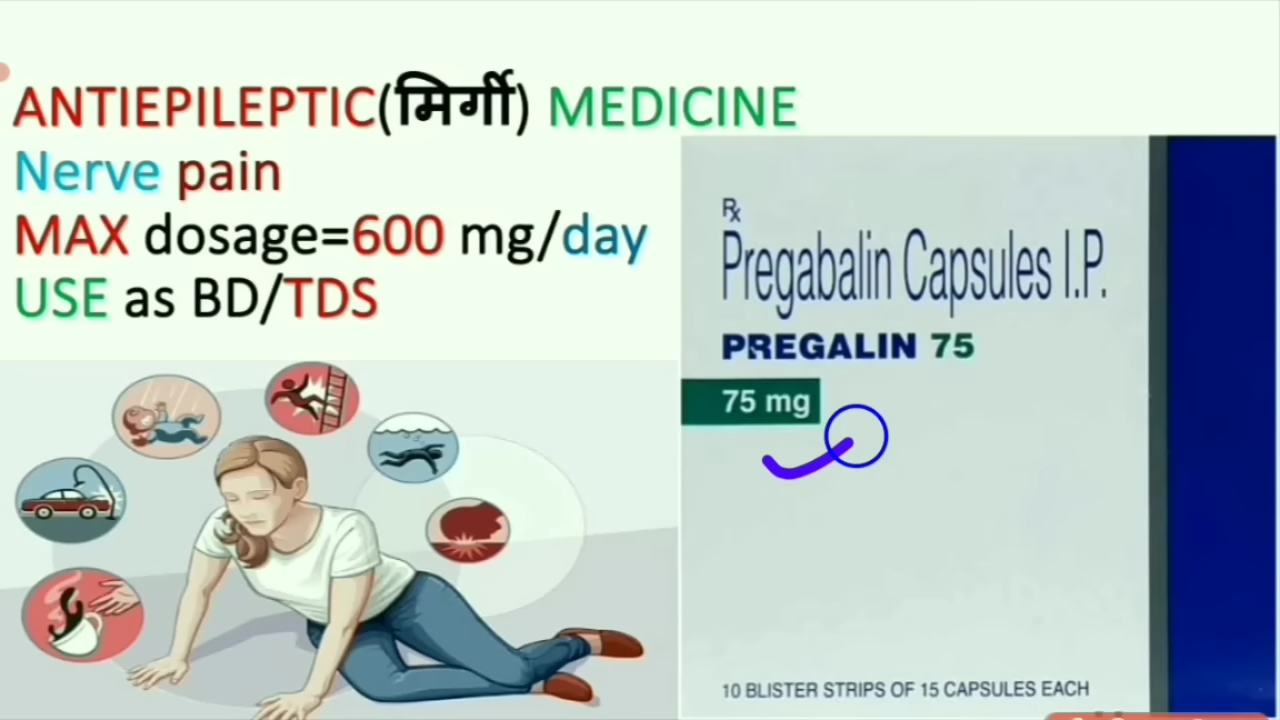 ANTIEPILEPTIC(मिर्गी) MEDICINE
Nerve pain
MAX dosage=600 mg/day
USE as BD/TDS
Rx
Pregabalin Capsules I.P.
PREGALIN 75
75 mg
10 BLISTER STRIPS OF 15 CAPSULES EACH